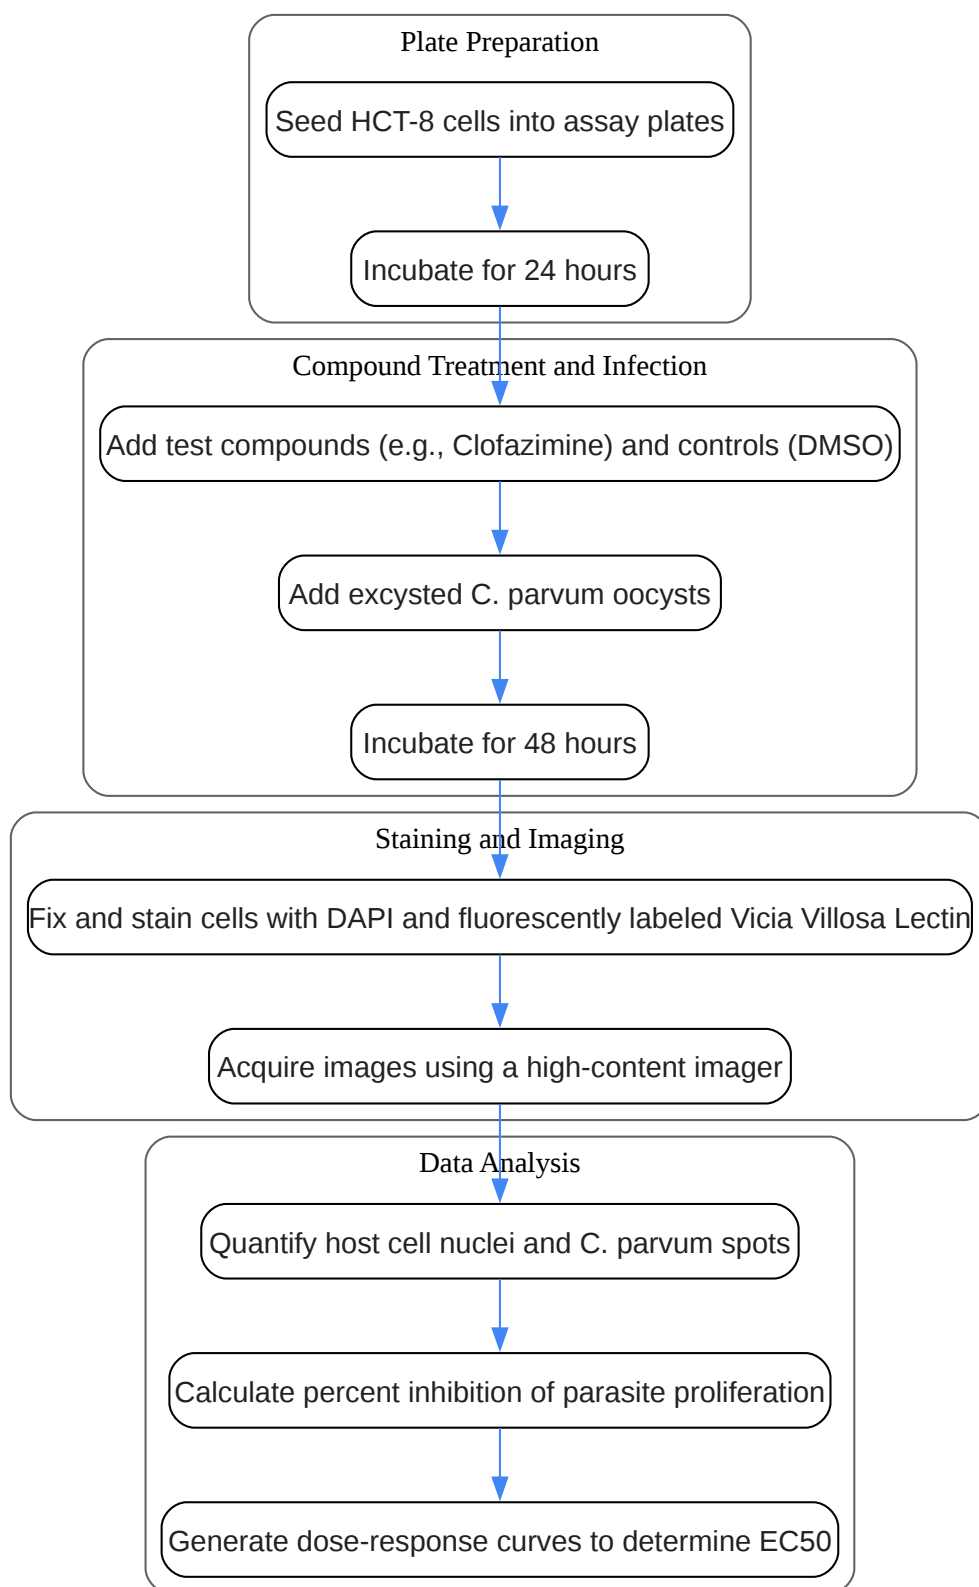 Plate Preparation
Seed HCT-8 cells into assay plates
Incubate for 24 hours
Compound Treatment and Infection
Add test compounds (e.g., Clofazimine) and controls (DMSO)
Add excysted C. parvum oocysts
Incubate for 48 hours
Staining and Imaging
Fix and stain cells with DAPI and fluorescently labeled Vicia Villosa Lectin
Acquire images using a high-content imager
Data Analysis
Quantify host cell nuclei and C. parvum spots
Calculate percent inhibition of parasite proliferation
Generate dose-response curves to determine EC50